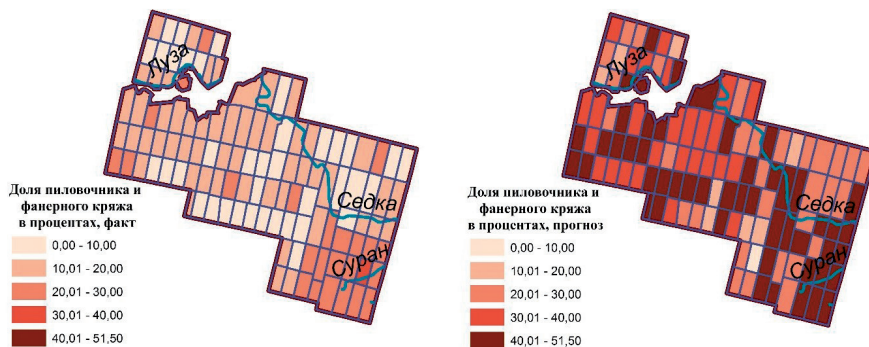 Луза
Седка
Суран
Доля пиловочника и
фанерного кряжа
в процентах, факт
0,00 - 10,00
10,01 - 20,00
20,01 - 30,00
30,01 - 40,00
40,01 - 51,50
Луза
Седка
Суран
Доля пиловочника и
фанерного кряжа
в процентах, прогноз
0,00 - 10,00
10,01 - 20,00
20,01 - 30,00
30,01 - 40,00
40,01 - 51,50